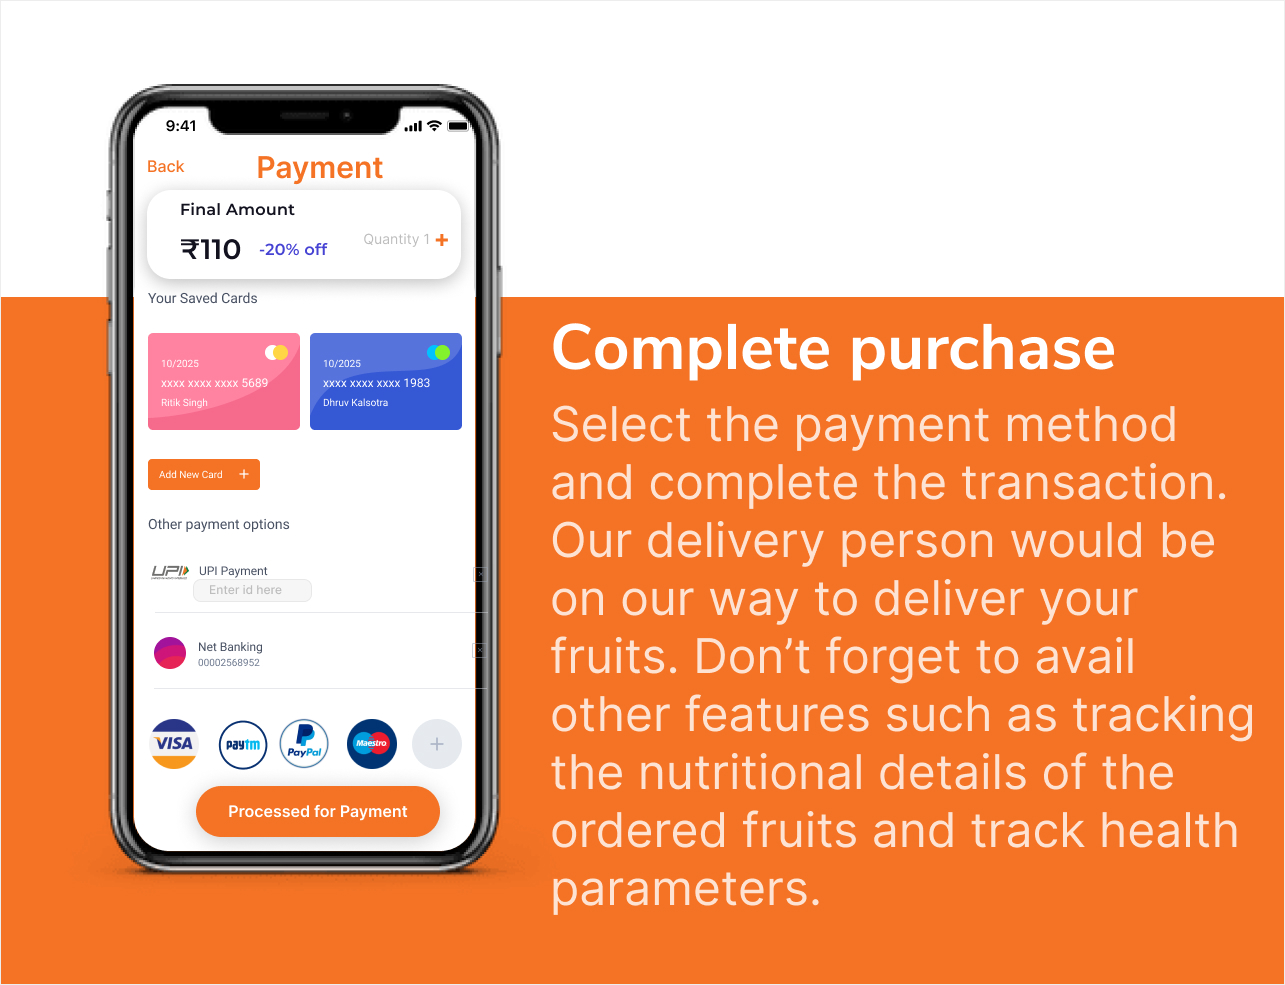 9:41
Back
Payment
Final Amount
₹110 -20% off
Quantity 1 +
Your Saved Cards
10/2025
xxxx xxxx xxxx 5689
Ritik Singh
10/2025
xxxx xxxx xxxx 1983
Dhruv Kalsotra
Add New Card +
Other payment options
UPI
UPI Payment
Enter id here
Net Banking
00002568952
VISA
paytm
PayPal
Maestro
+
Processed for Payment
Complete purchase
Select the payment method
and complete the transaction.
Our delivery person would be
on our way to deliver your
fruits. Don’t forget to avail
other features such as tracking
the nutritional details of the
ordered fruits and track health
parameters.